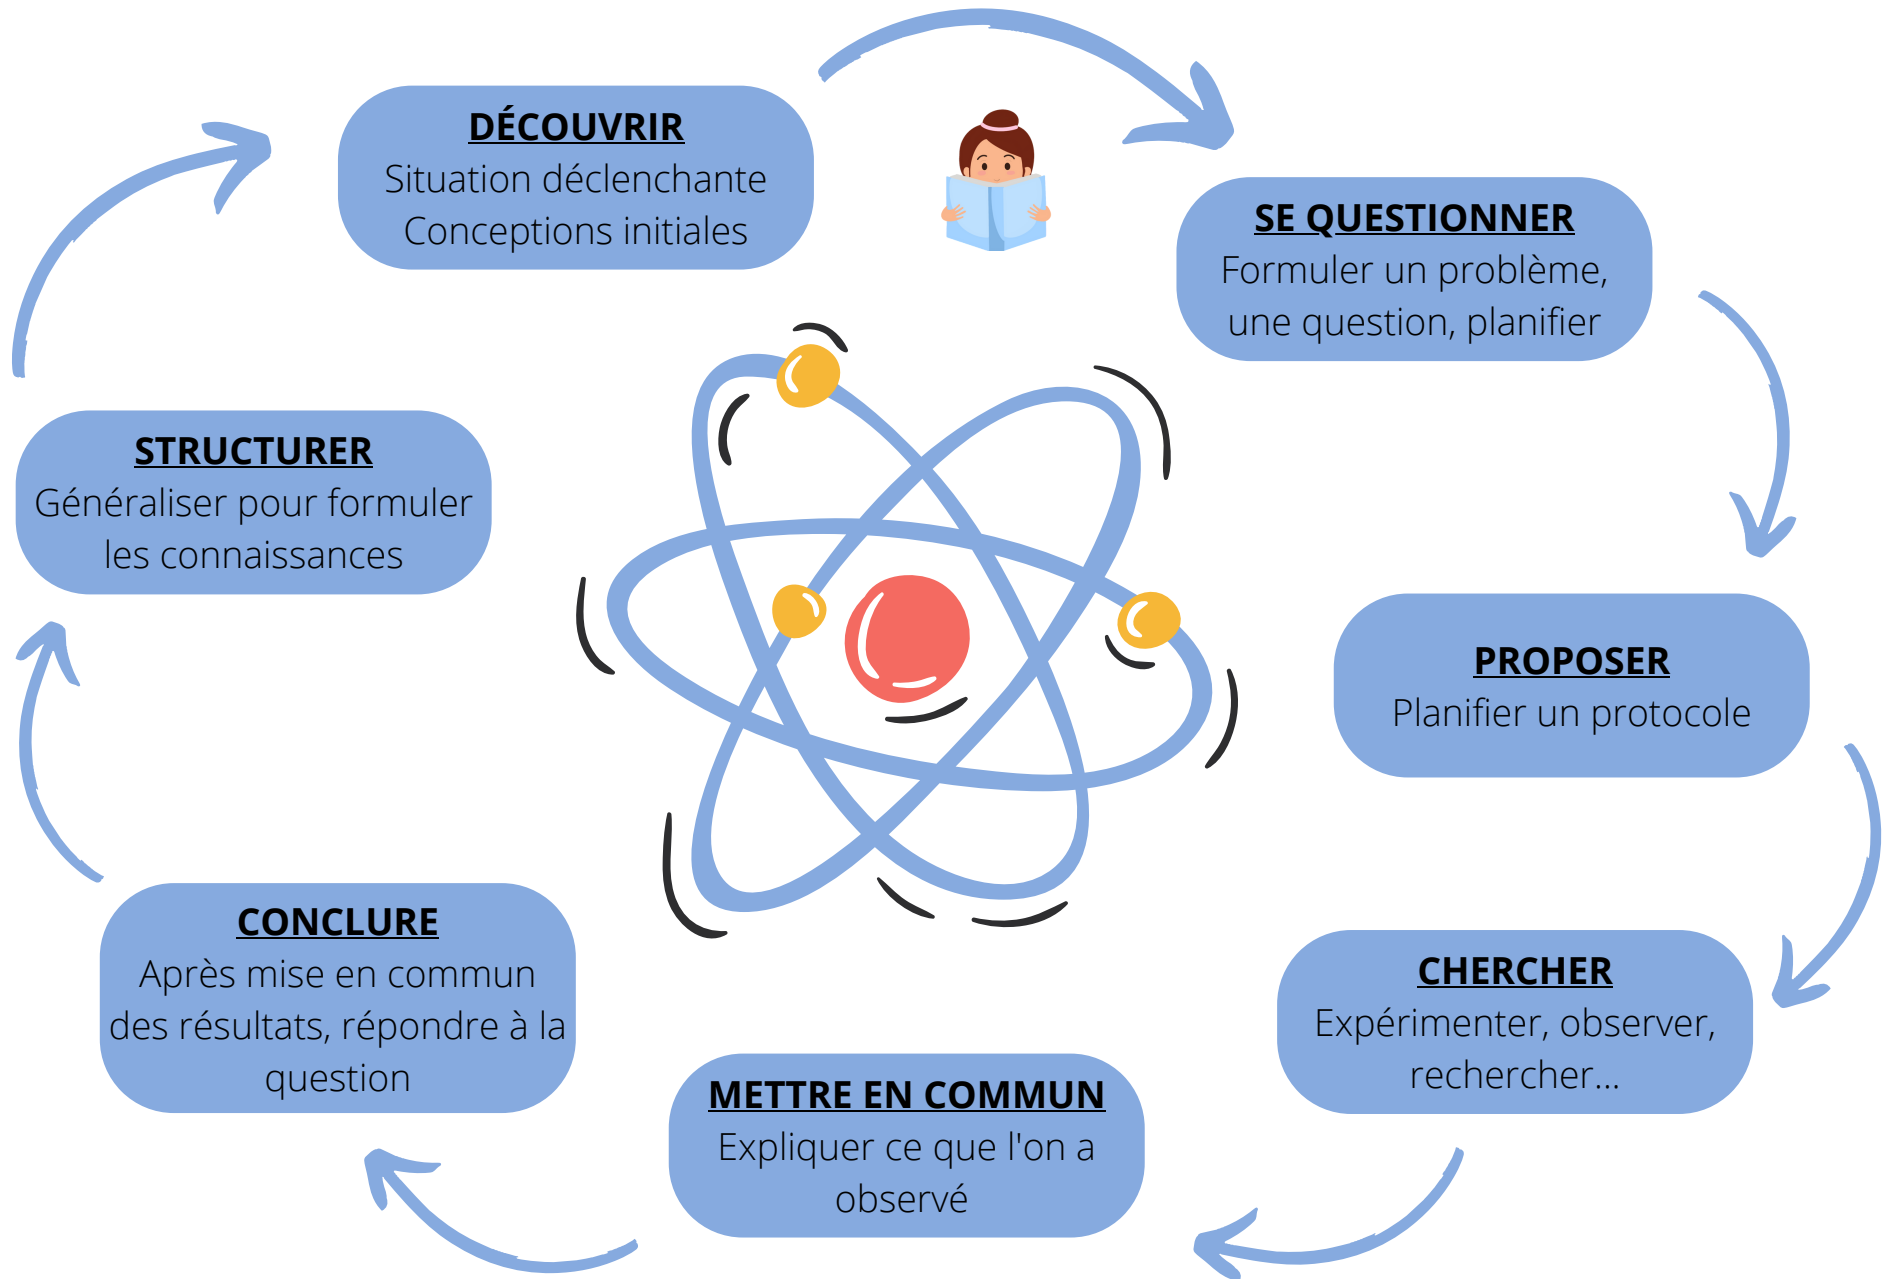 DÉCOUVRIR
Situation déclenchante
Conceptions initiales
SE QUESTIONNER
Formuler un problème,
une question, planifier
PROPOSER
Planifier un protocole
CHERCHER
Expérimenter, observer,
rechercher...
METTRE EN COMMUN
Expliquer ce que l'on a
observé
CONCLURE
Après mise en commun
des résultats, répondre à la
question
STRUCTURER
Généraliser pour formuler
les connaissances